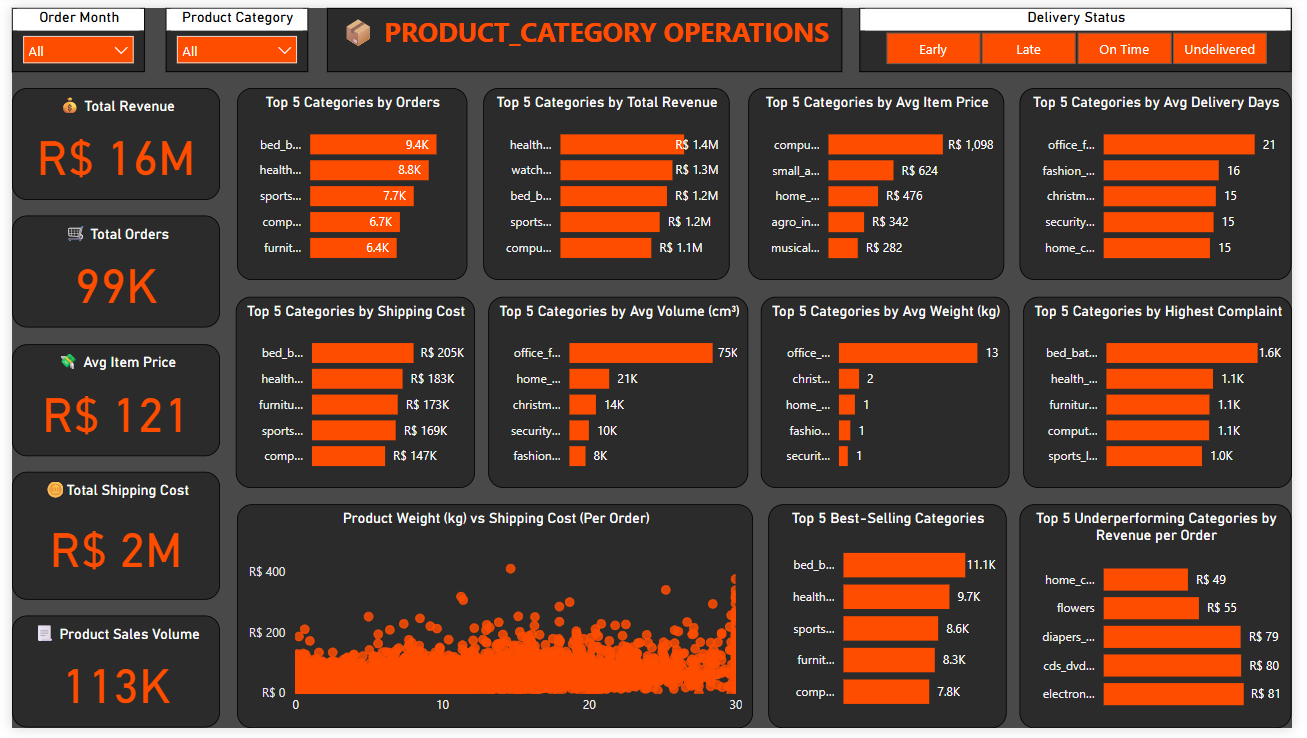 Order Month
All
Product Category
All
PRODUCT_CATEGORY OPERATIONS
Delivery Status
Early
Late
On Time
Undelivered
Total Revenue
R$ 16M
Total Orders
99K
Avg Item Price
R$ 121
Total Shipping Cost
R$ 2M
Product Sales Volume
113K
Top 5 Categories by Orders
bed_b... 9.4K
health... 8.8K
sports... 7.7K
comp... 6.7K
furnit... 6.4K
Top 5 Categories by Total Revenue
health... R$ 1.4M
watch... R$ 1.3M
bed_b... R$ 1.2M
sports... R$ 1.2M
compu... R$ 1.1M
Top 5 Categories by Avg Item Price
compu... R$ 1,098
small_a... R$ 624
home_... R$ 476
agro_in... R$ 342
musical... R$ 282
Top 5 Categories by Avg Delivery Days
office_f... 21
fashion_... 16
christm... 15
security... 15
home_c... 15
Top 5 Categories by Shipping Cost
bed_b... R$ 205K
health... R$ 183K
furnitu... R$ 173K
sports... R$ 169K
comp... R$ 147K
Top 5 Categories by Avg Volume (cm³)
office_f... 75K
home_... 21K
christm... 14K
security... 10K
fashion... 8K
Top 5 Categories by Avg Weight (kg)
office_... 13
christ... 2
home_... 1
fashio... 1
securit... 1
Top 5 Categories by Highest Complaint
bed_bat... 1.6K
health_... 1.1K
furnitur... 1.1K
comput... 1.1K
sports_l... 1.0K
Product Weight (kg) vs Shipping Cost (Per Order)
R$ 400
R$ 200
R$ 0
0 10 20 30
Top 5 Best-Selling Categories
bed_b... 11.1K
health... 9.7K
sports... 8.6K
furnit... 8.3K
comp... 7.8K
Top 5 Underperforming Categories by
Revenue per Order
home_c... R$ 49
flowers R$ 55
diapers_... R$ 79
cds_dvd... R$ 80
electron... R$ 81